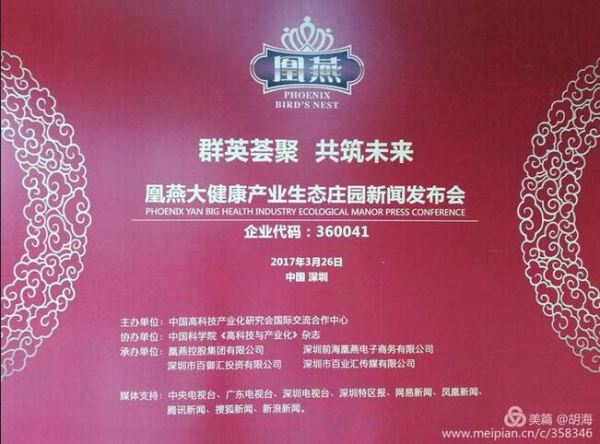 凰燕
PHOENIX
BIRD'S NEST
群英荟聚 共筑未来
凰燕大健康产业生态庄园新闻发布会
PHOENIX YAN BIG HEALTH INDUSTRY ECOLOGICAL MANOR PRESS CONFERENCE
企业代码：360041
2017年3月26日
中国 深圳
主办单位：中国高科技产业化研究会国际交流合作中心
协办单位：中国科学院《高科技与产业化》杂志
承办单位：凰燕控股集团有限公司 深圳前海凰燕电子商务有限公司
深圳市百御汇投资有限公司 深圳市百业汇传媒有限公司
媒体支持：中央电视台、广东电视台、深圳电视台、深圳特区报、网易新闻、凤凰新闻、
腾讯新闻、搜狐新闻、新浪新闻。
美篇 @胡海
www.meipian.cn/c/358346